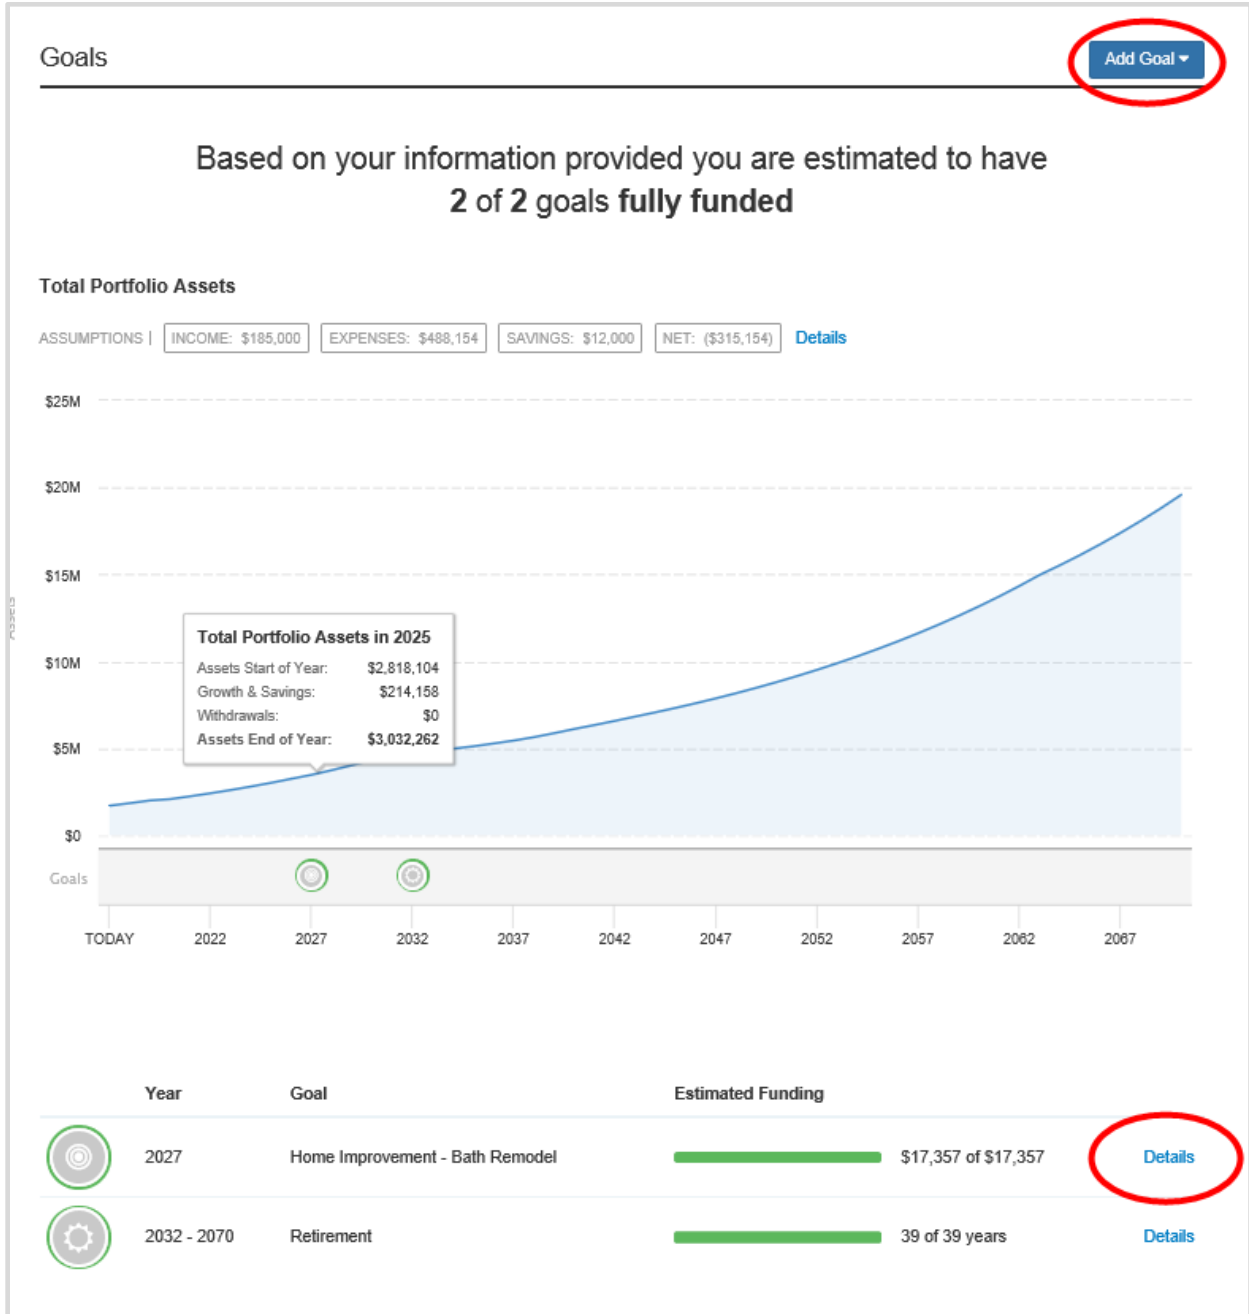 Goals
Add Goal
Based on your information provided you are estimated to have
2 of 2 goals fully funded
Total Portfolio Assets
ASSUMPTIONS | INCOME: $185,000 EXPENSES: $488,154 SAVINGS: $12,000 NET: ($315,154) Details
$25M
$20M
$15M
Assets
Total Portfolio Assets in 2025
Assets Start of Year: $2,818,104
Growth & Savings: $214,158
Withdrawals: $0
Assets End of Year: $3,032,262
$10M
$5M
$0
Goals
TODAY 2022 2027 2032 2037 2042 2047 2052 2057 2062 2067
Year Goal Estimated Funding
2027 Home Improvement - Bath Remodel $17,357 of $17,357 Details
2032 - 2070 Retirement 39 of 39 years Details